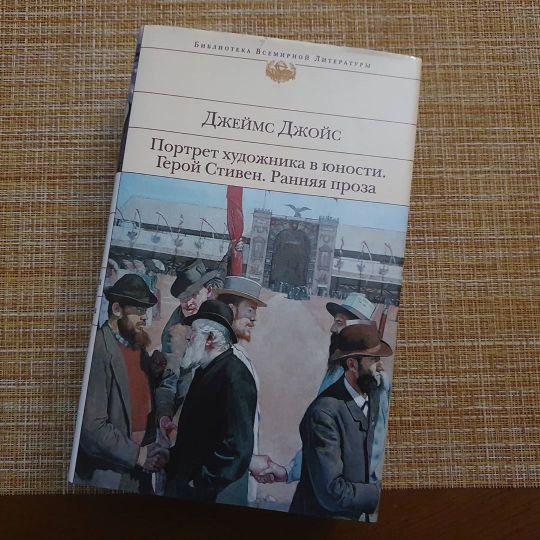 Библиотека Всемирной Литературы
Джеймс Джойс
Портрет художника в юности.
Герой Стивен. Ранняя проза